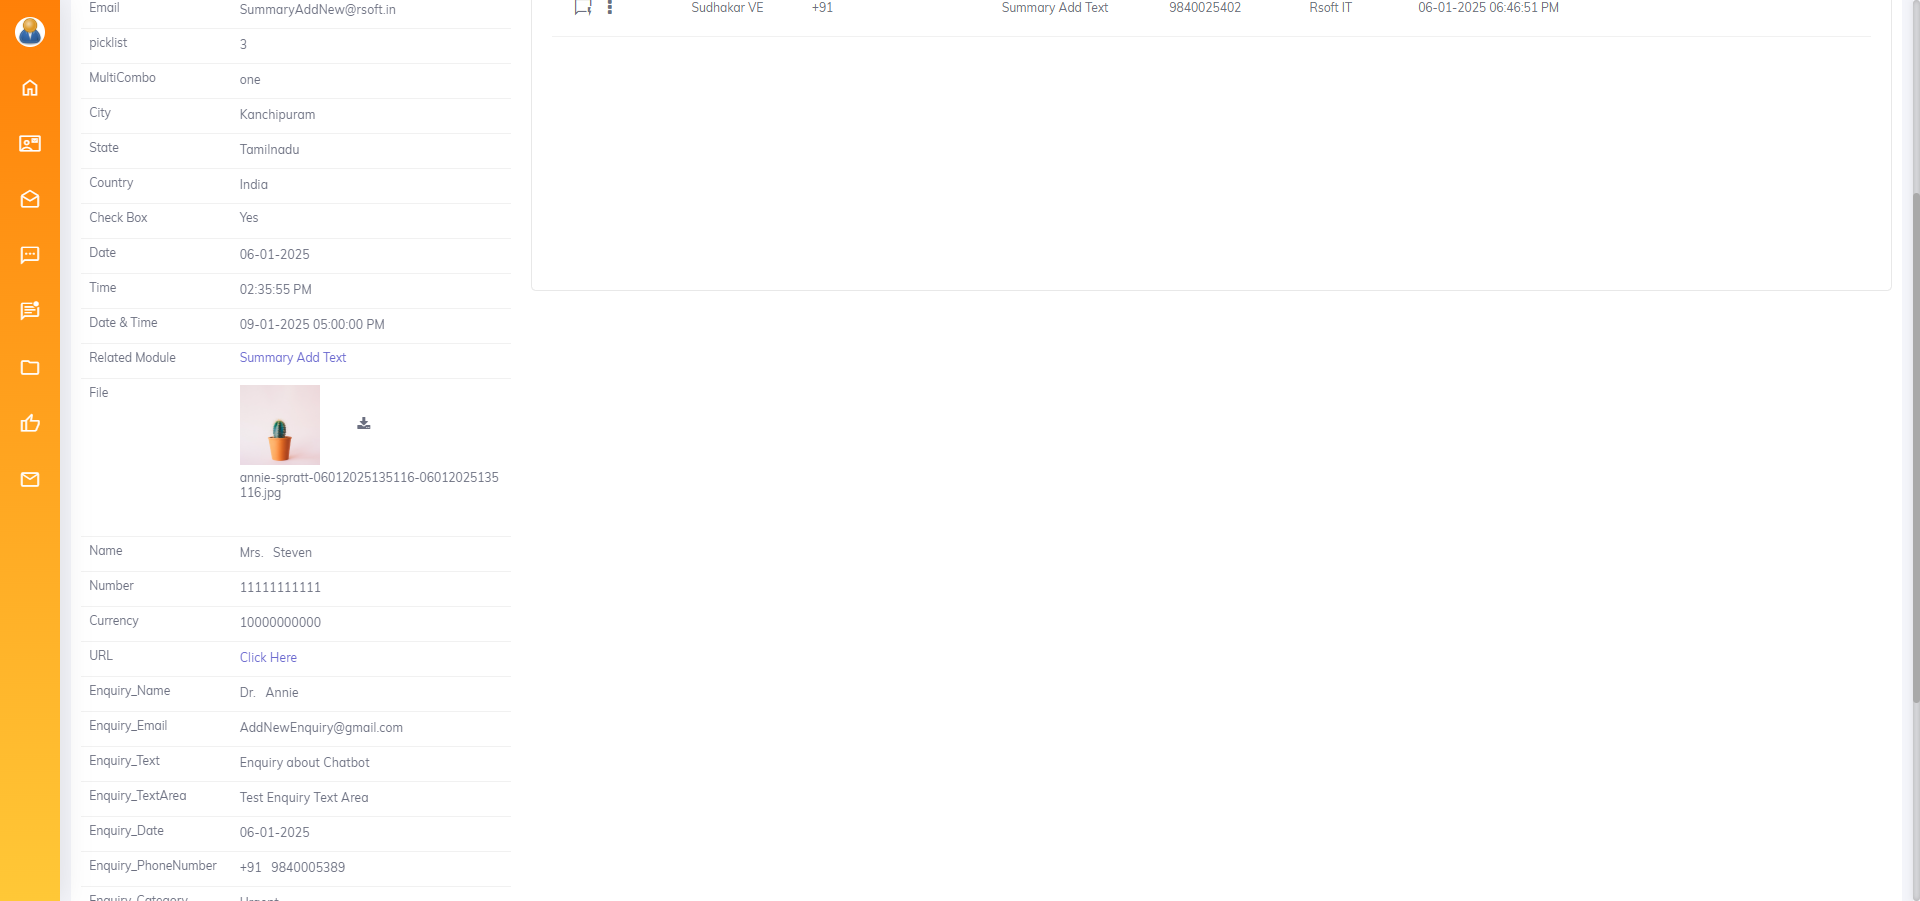 Email SummaryAddNew@rsoft.in
picklist 3
MultiCombo one
City Kanchipuram
State Tamilnadu
Country India
Check Box Yes
Date 06-01-2025
Time 02:35:55 PM
Date & Time 09-01-2025 05:00:00 PM
Related Module Summary Add Text
File
annie-spratt-06012025135116-06012025135
116.jpg
Name Mrs. Steven
Number 11111111111
Currency 10000000000
URL Click Here
Enquiry_Name Dr. Annie
Enquiry_Email AddNewEnquiry@gmail.com
Enquiry_Text Enquiry about Chatbot
Enquiry_TextArea Test Enquiry Text Area
Enquiry_Date 06-01-2025
Enquiry_PhoneNumber +91 9840005389
Enquiry_Category Urgent
Sudhakar VE +91 Summary Add Text 9840025402 Rsoft IT 06-01-2025 06:46:51 PM